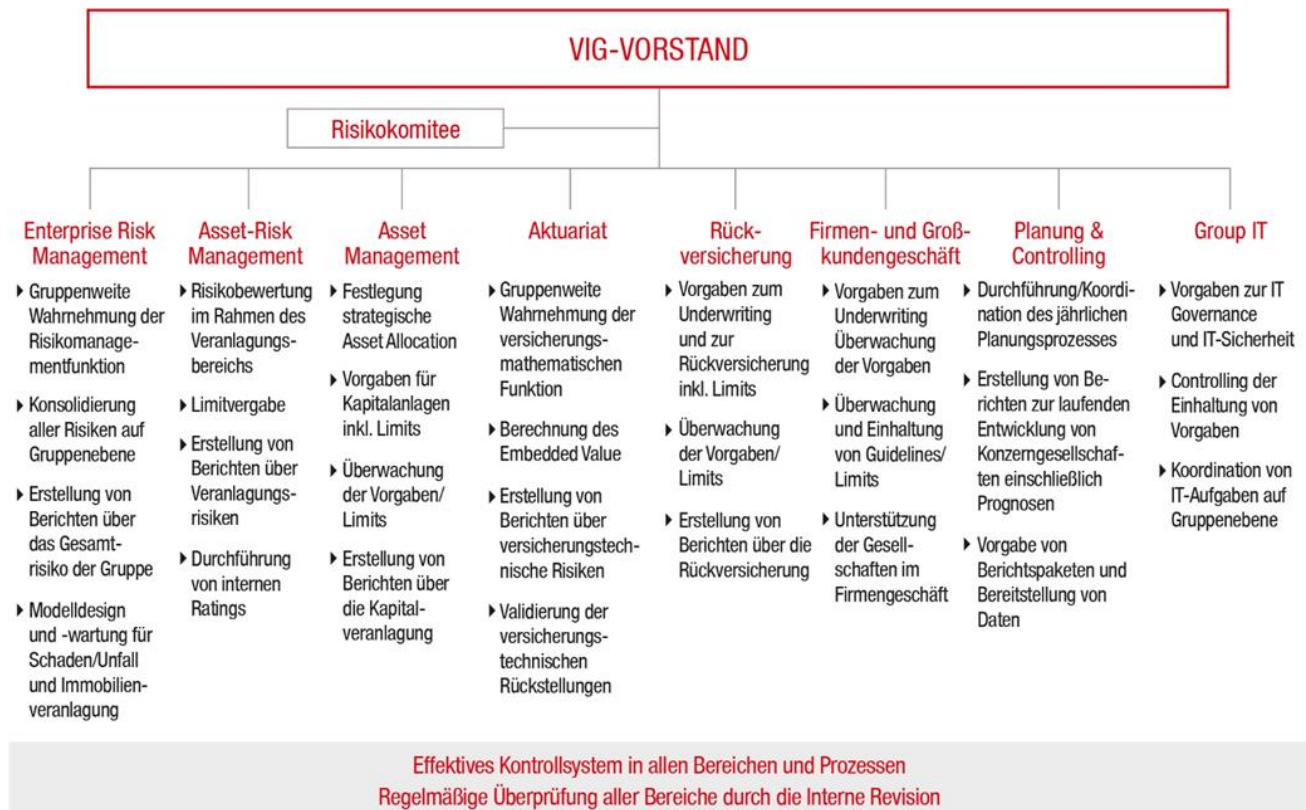 VIG-VORSTAND
Risikokomitee
Enterprise Risk
Management
Gruppenweite
Wahrnehmung der
Risikomanage-
mentfunktion
Konsolidierung
aller Risiken auf
Gruppenebene
Erstellung von
Berichten über
das Gesamt-
risiko der Gruppe
Modelldesign
und -wartung für
Schaden/Unfall
und Immobilien-
veranlagung
Asset-Risk
Management
Risikobewertung
im Rahmen des
Veranlagungs-
bereichs
Limitvergabe
Erstellung von
Berichten über
Veranlagungs-
risiken
Durchführung
von internen
Ratings
Asset
Management
Festlegung
strategische
Asset Allocation
Vorgaben für
Kapitalanlagen
inkl. Limits
Überwachung
der Vorgaben/
Limits
Erstellung von
Berichten über
die Kapital-
veranlagung
Aktuariat
Gruppenweite
Wahrnehmung der
versicherungs-
mathematischen
Funktion
Berechnung des
Embedded Value
Erstellung von
Berichten über
versicherungstech-
nische Risiken
Validierung der
versicherungs-
technischen
Rückstellungen
Rück-
versicherung
Vorgaben zum
Underwriting
und zur
Rückversicherung
inkl. Limits
Überwachung
der Vorgaben/
Limits
Erstellung von
Berichten über die
Rückversicherung
Firmen- und Groß-
kundengeschäft
Vorgaben zum
Underwriting
Überwachung
der Vorgaben
Überwachung
und Einhaltung
von Guidelines/
Limits
Unterstützung
der Gesell-
schaften im
Firmengeschäft
Planung &
Controlling
Durchführung/Koordi-
nation des jährlichen
Planungsprozesses
Erstellung von Be-
richten zur laufenden
Entwicklung von
Konzerngesellschaf-
ten einschließlich
Prognosen
Vorgabe von
Berichtspaketen und
Bereitstellung von
Daten
Group IT
Vorgaben zur IT
Governance
und IT-Sicherheit
Controlling der
Einhaltung von
Vorgaben
Koordination von
IT-Aufgaben auf
Gruppenebene
Effektives Kontrollsystem in allen Bereichen und Prozessen
Regelmäßige Überprüfung aller Bereiche durch die Interne Revision